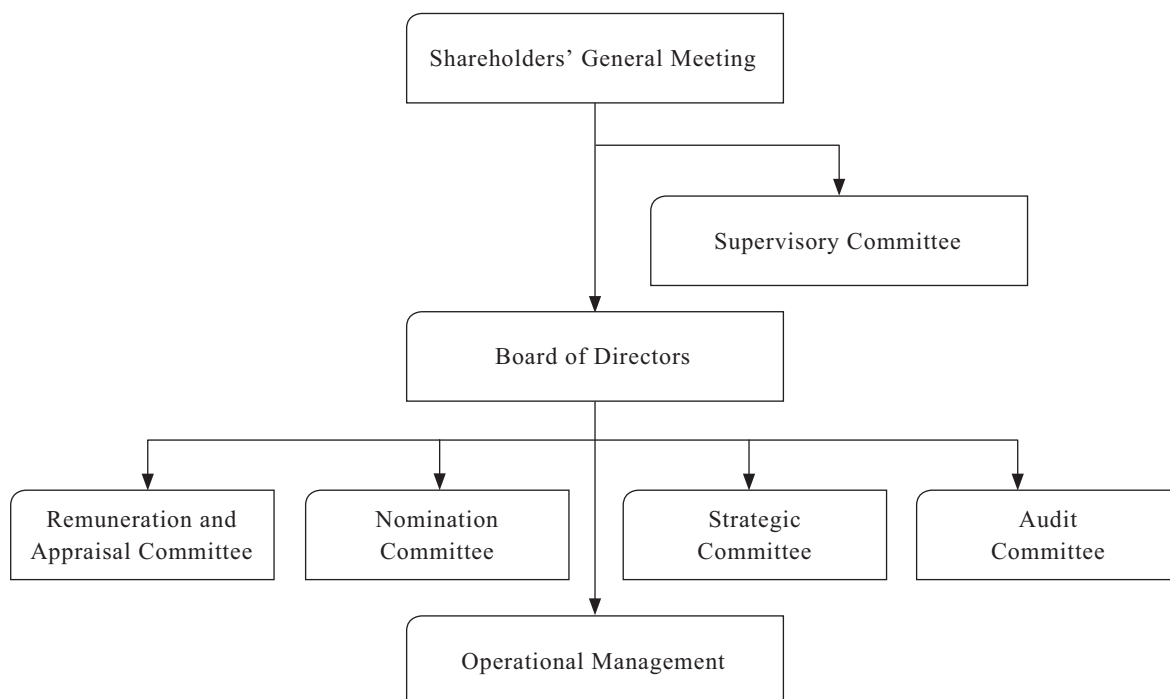 Shareholders’ General Meeting
Supervisory Committee
Board of Directors
Remuneration and
Appraisal Committee
Nomination
Committee
Strategic
Committee
Audit
Committee
Operational Management